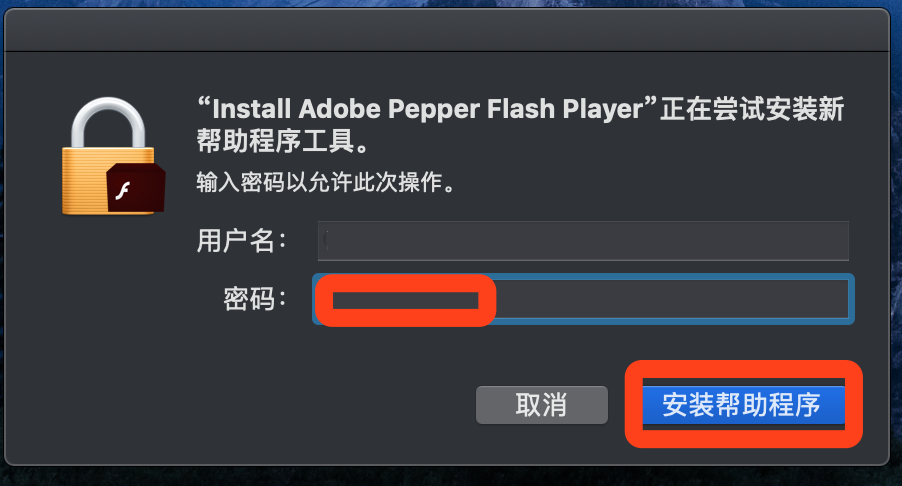 “Install Adobe Pepper Flash Player”正在尝试安装新
帮助程序工具。
输入密码以允许此次操作。
用户名：
密码：
取消
安装帮助程序